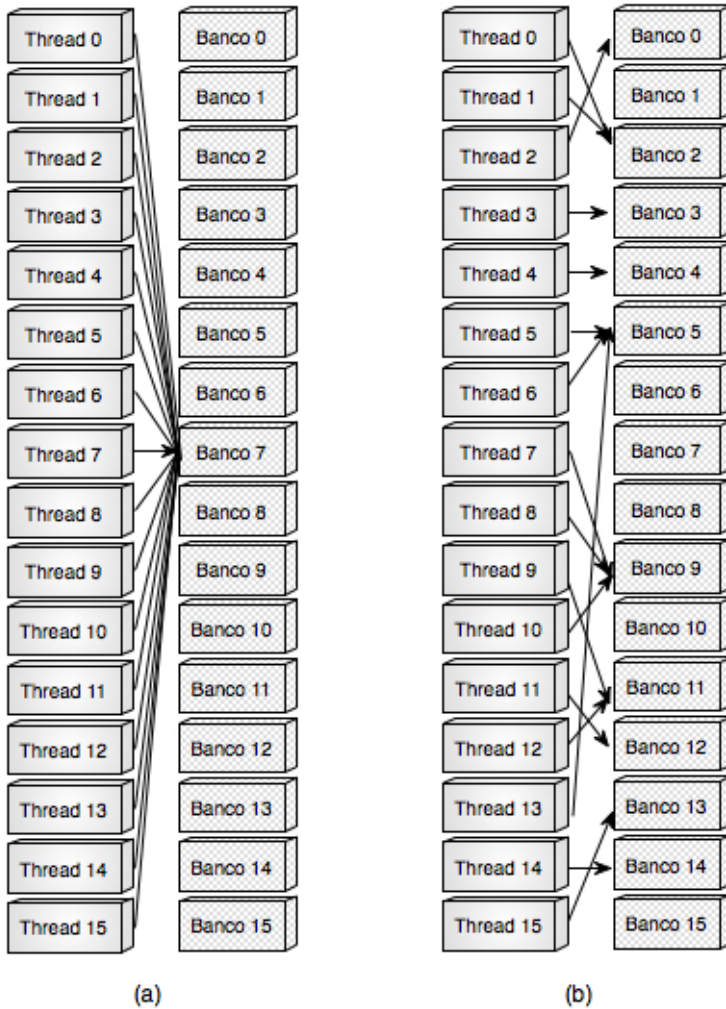 Thread 0
Thread 1
Thread 2
Thread 3
Thread 4
Thread 5
Thread 6
Thread 7
Thread 8
Thread 9
Thread 10
Thread 11
Thread 12
Thread 13
Thread 14
Thread 15
Banco 0
Banco 1
Banco 2
Banco 3
Banco 4
Banco 5
Banco 6
Banco 7
Banco 8
Banco 9
Banco 10
Banco 11
Banco 12
Banco 13
Banco 14
Banco 15
(a)
Thread 0
Thread 1
Thread 2
Thread 3
Thread 4
Thread 5
Thread 6
Thread 7
Thread 8
Thread 9
Thread 10
Thread 11
Thread 12
Thread 13
Thread 14
Thread 15
Banco 0
Banco 1
Banco 2
Banco 3
Banco 4
Banco 5
Banco 6
Banco 7
Banco 8
Banco 9
Banco 10
Banco 11
Banco 12
Banco 13
Banco 14
Banco 15
(b)